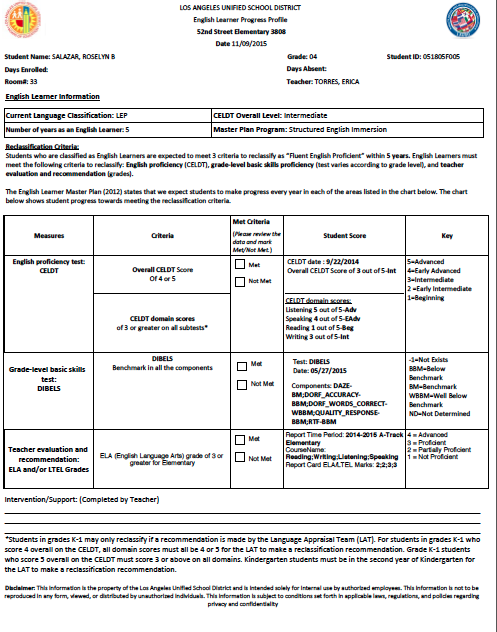 LOS ANGELES UNIFIED SCHOOL DISTRICT
English Learner Progress Profile
52nd Street Elementary 3808
Date 11/09/2015
Student Name: SALAZAR, ROSELYN B
Grade: 04
Student ID: 051805F005
Days Enrolled:
Days Absent:
Room#: 33
Teacher: TORRES, ERICA
English Learner Information
Current Language Classification: LEP
CELDT Overall Level: Intermediate
Number of years as an English Learner: 5
Master Plan Program: Structured English Immersion
Reclassification Criteria:
Students who are classified as English Learners are expected to meet 3 criteria to reclassify as "Fluent English Proficient" within 5 years. English Learners must
meet the following criteria to reclassify: English proficiency (CELDT), grade-level basic skills proficiency (test varies according to grade level), and teacher
evaluation and recommendation (grades).
The English Learner Master Plan (2012) states that we expect students to make progress every year in each of the areas listed in the chart below. The chart
below shows student progress towards meeting the reclassification criteria.
Measures
Criteria
Met Criteria
(Please review the
data and mark
Met/Not Met.)
Student Score
Key
English proficiency test:
CELDT
Overall CELDT Score
Of 4 or 5
CELDT domain scores
of 3 or greater on all subtests*
Met
Not Met
CELDT date : 9/22/2014
Overall CELDT Score of 3 out of 5-Int
CELDT domain scores:
Listening 5 out of 5-Adv
Speaking 4 out of 5-EAdv
Reading 1 out of 5-Beg
Writing 3 out of 5-Int
5=Advanced
4=Early Advanced
3=Intermediate
2 =Early Intermediate
1=Beginning
Grade-level basic skills
test:
DIBELS
DIBELS
Benchmark in all the components
Met
Not Met
Test: DIBELS
Date: 05/27/2015
Components: DAZE-
BM;DORF_ACCURACY-
BBM;DORF_WORDS_CORRECT-
WBBM;QUALITY_RESPONSE-
BBM;RTF-BBM
-1=Not Exists
BBM=Below
Benchmark
BM=Benchmark
WBBM=Well Below
Benchmark
ND=Not Determined
Teacher evaluation and
recommendation:
ELA and/or LTEL Grades
ELA (English Language Arts) grade of 3 or
greater for Elementary
Met
Not Met
Report Time Period: 2014-2015 A-Track
Elementary
CourseName:
Reading;Writing;Listening;Speaking
Report Card ELA/LTEL Marks: 2;2;3;3
4 = Advanced
3 = Proficient
2 = Partially Proficient
1 = Not Proficient
Intervention/Support: (Completed by Teacher)
*Students in grades K-1 may only reclassify if a recommendation is made by the Language Appraisal Team (LAT). For students in grades K-1 who
score 4 overall on the CELDT, all domain scores must all be 4 or 5 for the LAT to make a reclassification recommendation. Grade K-1 students
who score 5 overall on the CELDT must score 3 or above on all domains. Kindergarten students must be in the second year of Kindergarten for
the LAT to make a reclassification recommendation.
Disclaimer: This information is the property of the Los Angeles Unified School District and is intended solely for internal use by authorized employees. This information is not to be
reproduced in any form, viewed, or distributed by unauthorized individuals. This information is subject to conditions set forth in applicable laws, regulations, and policies regarding
privacy and confidentiality